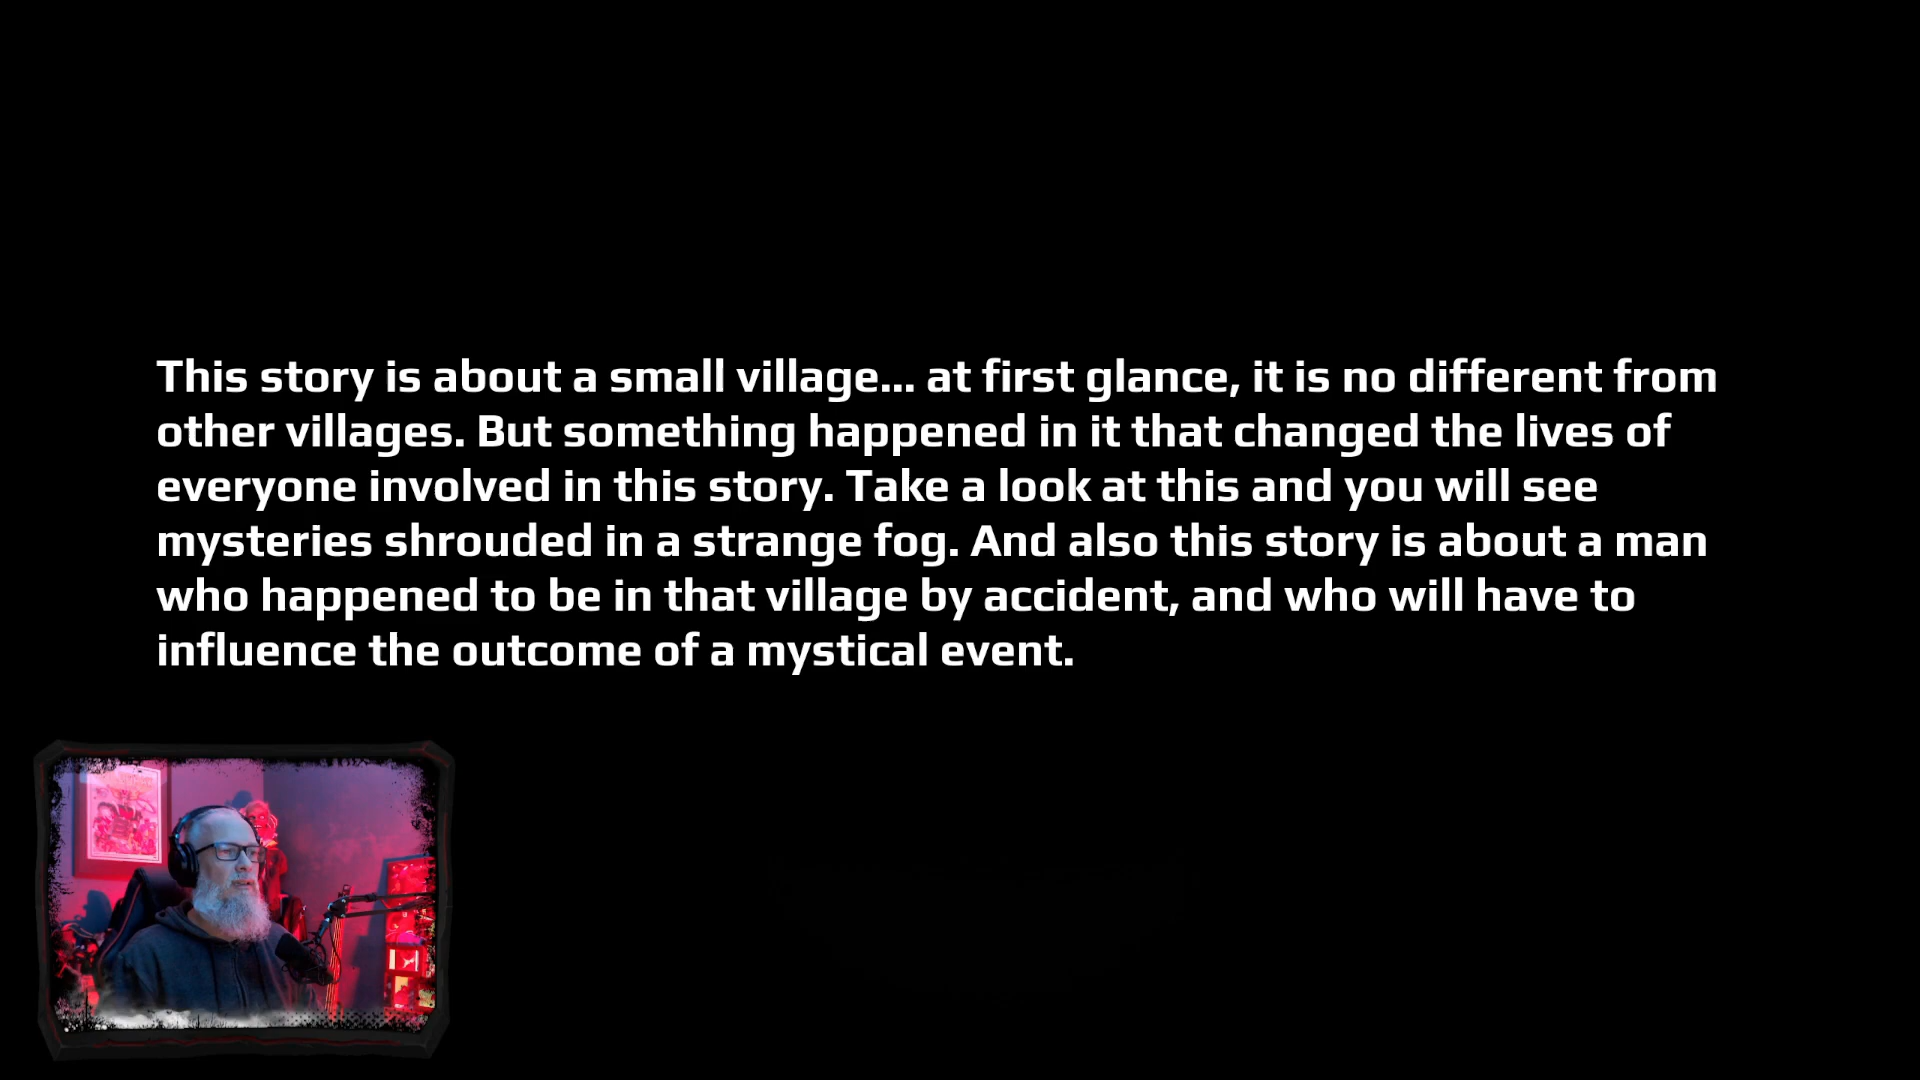 This story is about a small village... at first glance, it is no different from
other villages. But something happened in it that changed the lives of
everyone involved in this story. Take a look at this and you will see
mysteries shrouded in a strange fog. And also this story is about a man
who happened to be in that village by accident, and who will have to
influence the outcome of a mystical event.